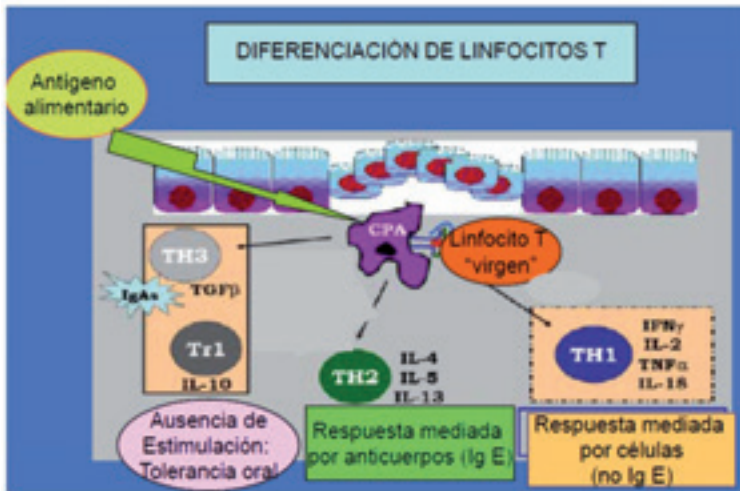 DIFERENCIACIÓN DE LINFOCITOS T
Antígeno
alimentario
CPA
Linfocito T
"virgen"
TH3
TGFβ
IgAs
Tr1
IL-10
TH2
IL-4
IL-5
IL-13
TH1
IFNγ
IL-2
TNFα
IL-18
Ausencia de
Estimulación:
Tolerancia oral
Respuesta mediada
por anticuerpos (Ig E)
Respuesta mediada
por células
(no Ig E)